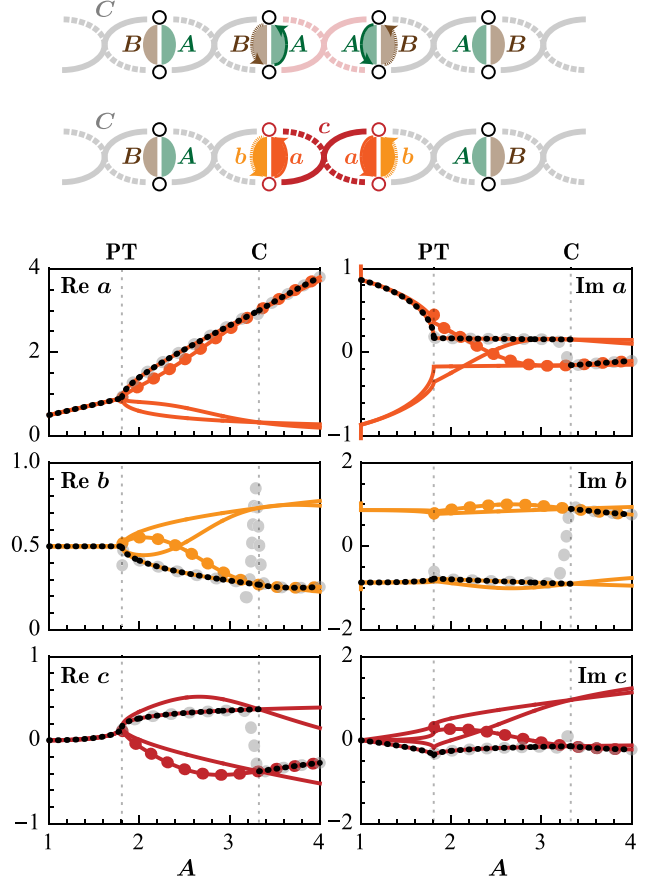 C
B A B A A B A B
c
C
B A b a a b A B
PT C PT C
4 Re a 1 Im a
2 0
0 −1
1.0 Re b 2 Im b
0.5 0
0 −2
1 Re c 2 Im c
0 0
−1 −2
1 2 3 4 1 2 3 4
A A